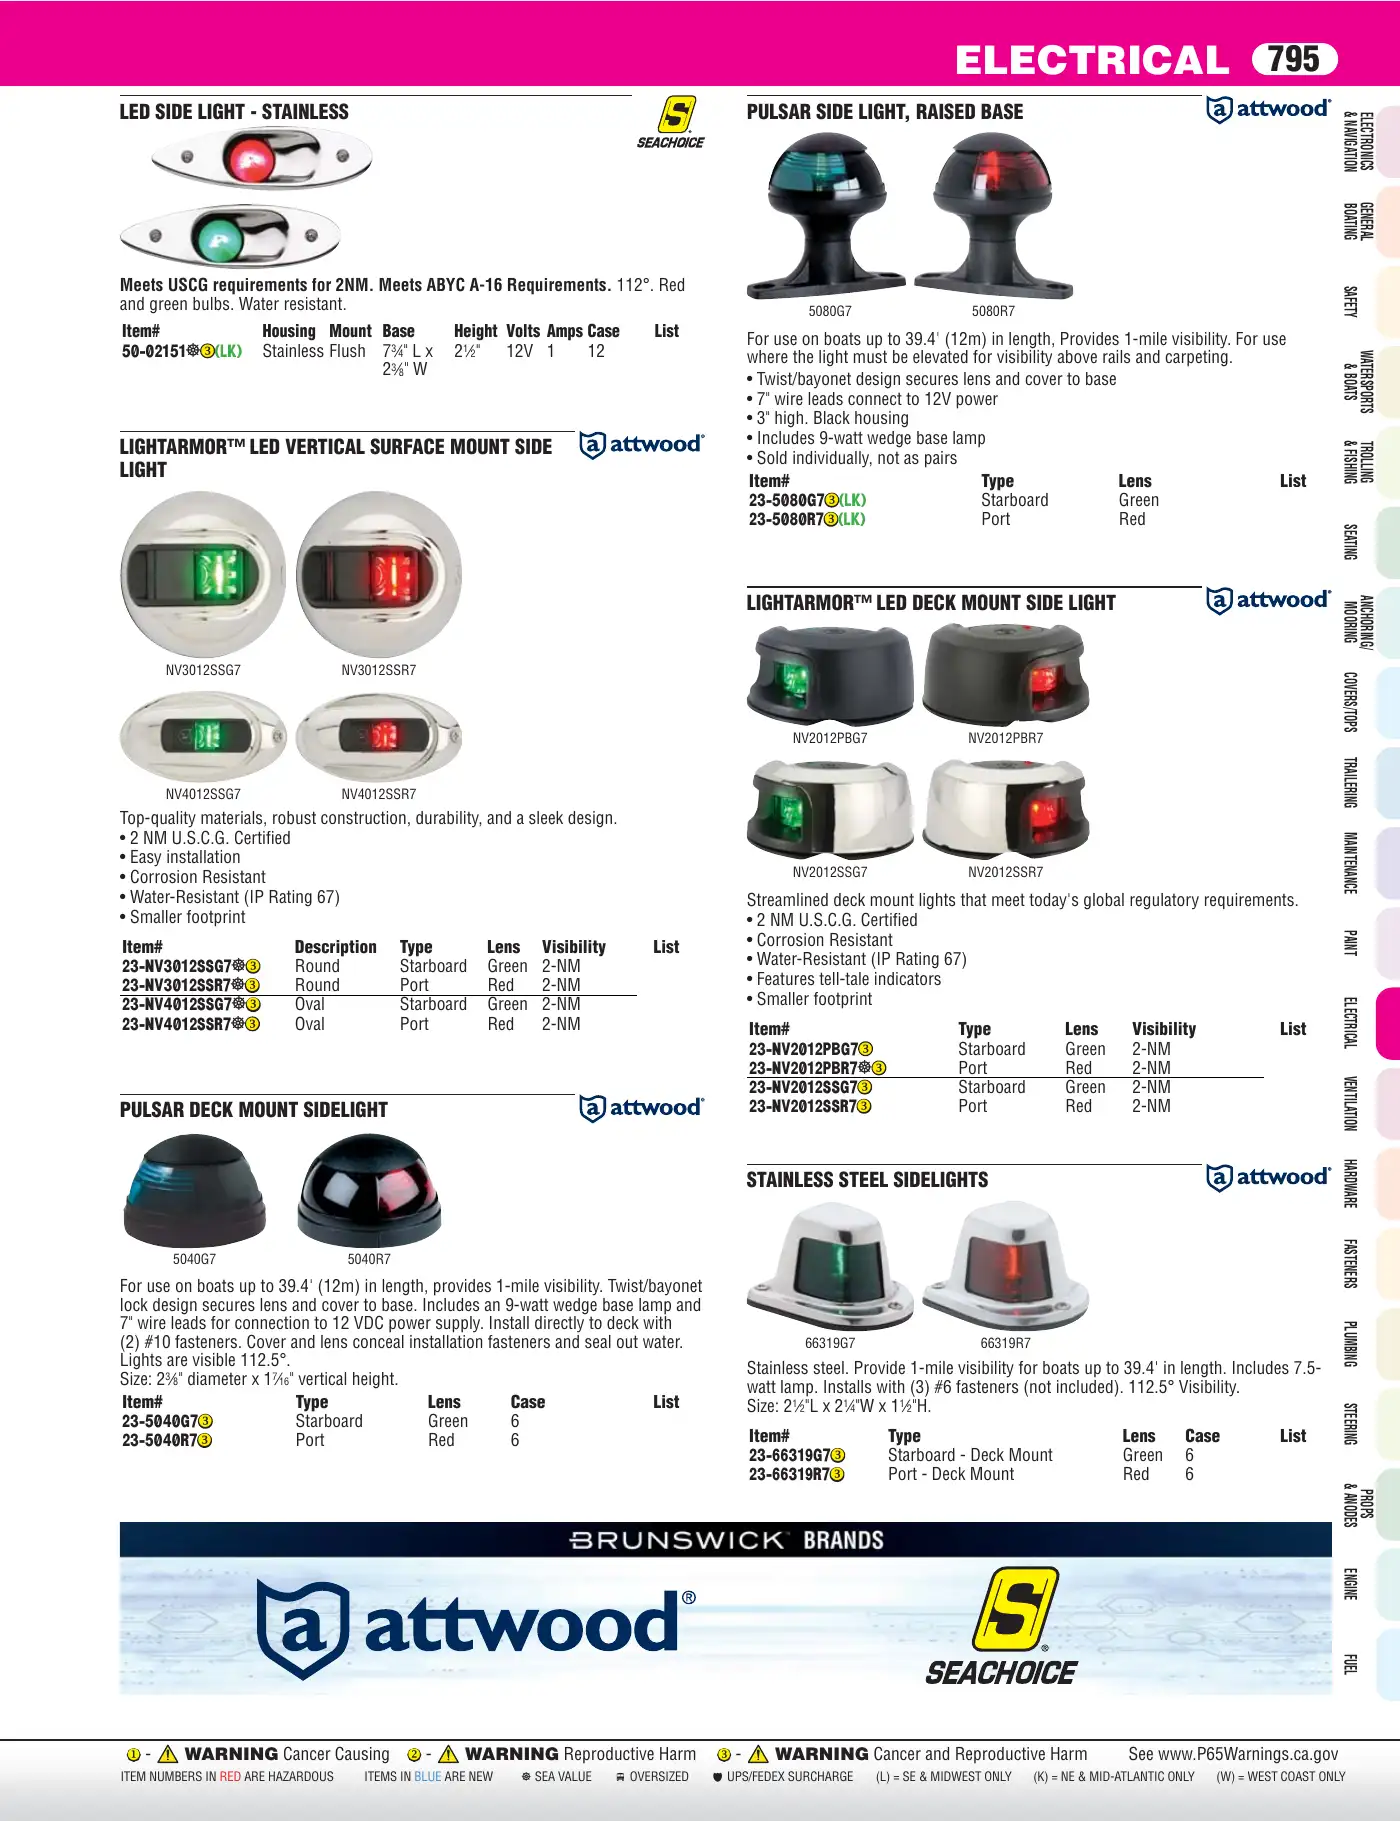 ELECTRICAL 795
LED SIDE LIGHT - STAINLESS
S
SEACHOICE
Meets USCG requirements for 2NM. Meets ABYC A-16 Requirements. 112°. Red
and green bulbs. Water resistant.
Item# Housing Mount Base Height Volts Amps Case List
50-02151☸③(LK) Stainless Flush 7¾" L x 2½" 12V 1 12
2⅜" W
LIGHTARMOR™ LED VERTICAL SURFACE MOUNT SIDE
LIGHT
attwood®
NV3012SSG7 NV3012SSR7
NV4012SSG7 NV4012SSR7
Top-quality materials, robust construction, durability, and a sleek design.
• 2 NM U.S.C.G. Certified
• Easy installation
• Corrosion Resistant
• Water-Resistant (IP Rating 67)
• Smaller footprint
Item# Description Type Lens Visibility List
23-NV3012SSG7☸③ Round Starboard Green 2-NM
23-NV3012SSR7☸③ Round Port Red 2-NM
23-NV4012SSG7☸③ Oval Starboard Green 2-NM
23-NV4012SSR7☸③ Oval Port Red 2-NM
PULSAR DECK MOUNT SIDELIGHT
attwood®
5040G7 5040R7
For use on boats up to 39.4' (12m) in length, provides 1-mile visibility. Twist/bayonet
lock design secures lens and cover to base. Includes an 9-watt wedge base lamp and
7" wire leads for connection to 12 VDC power supply. Install directly to deck with
(2) #10 fasteners. Cover and lens conceal installation fasteners and seal out water.
Lights are visible 112.5°.
Size: 2⅜" diameter x 1⁷⁄₁₆" vertical height.
Item# Type Lens Case List
23-5040G7③ Starboard Green 6
23-5040R7③ Port Red 6
PULSAR SIDE LIGHT, RAISED BASE
attwood®
5080G7 5080R7
For use on boats up to 39.4' (12m) in length, Provides 1-mile visibility. For use
where the light must be elevated for visibility above rails and carpeting.
• Twist/bayonet design secures lens and cover to base
• 7" wire leads connect to 12V power
• 3" high. Black housing
• Includes 9-watt wedge base lamp
• Sold individually, not as pairs
Item# Type Lens List
23-5080G7③(LK) Starboard Green
23-5080R7③(LK) Port Red
LIGHTARMOR™ LED DECK MOUNT SIDE LIGHT
attwood®
NV2012PBG7 NV2012PBR7
NV2012SSG7 NV2012SSR7
Streamlined deck mount lights that meet today's global regulatory requirements.
• 2 NM U.S.C.G. Certified
• Corrosion Resistant
• Water-Resistant (IP Rating 67)
• Features tell-tale indicators
• Smaller footprint
Item# Type Lens Visibility List
23-NV2012PBG7③ Starboard Green 2-NM
23-NV2012PBR7☸③ Port Red 2-NM
23-NV2012SSG7③ Starboard Green 2-NM
23-NV2012SSR7③ Port Red 2-NM
STAINLESS STEEL SIDELIGHTS
attwood®
66319G7 66319R7
Stainless steel. Provide 1-mile visibility for boats up to 39.4' in length. Includes 7.5-
watt lamp. Installs with (3) #6 fasteners (not included). 112.5° Visibility.
Size: 2½"L x 2¼"W x 1½"H.
Item# Type Lens Case List
23-66319G7③ Starboard - Deck Mount Green 6
23-66319R7③ Port - Deck Mount Red 6
ELECTRONICS
& NAVIGATION
GENERAL
BOATING
SAFETY
WATERSPORTS
& BOATS
TROLLING
& FISHING
SEATING
ANCHORING/
MOORING
COVERS/TOPS
TRAILERING
MAINTENANCE
PAINT
ELECTRICAL
VENTILATION
HARDWARE
FASTENERS
PLUMBING
STEERING
PROPS
& ANODES
ENGINE
FUEL
BRUNSWICK™ BRANDS
attwood®
S®
SEACHOICE
① - ⚠ WARNING Cancer Causing ② - ⚠ WARNING Reproductive Harm ③ - ⚠ WARNING Cancer and Reproductive Harm See www.P65Warnings.ca.gov
ITEM NUMBERS IN RED ARE HAZARDOUS ITEMS IN BLUE ARE NEW ☸ SEA VALUE OVERSIZED UPS/FEDEX SURCHARGE (L) = SE & MIDWEST ONLY (K) = NE & MID-ATLANTIC ONLY (W) = WEST COAST ONLY